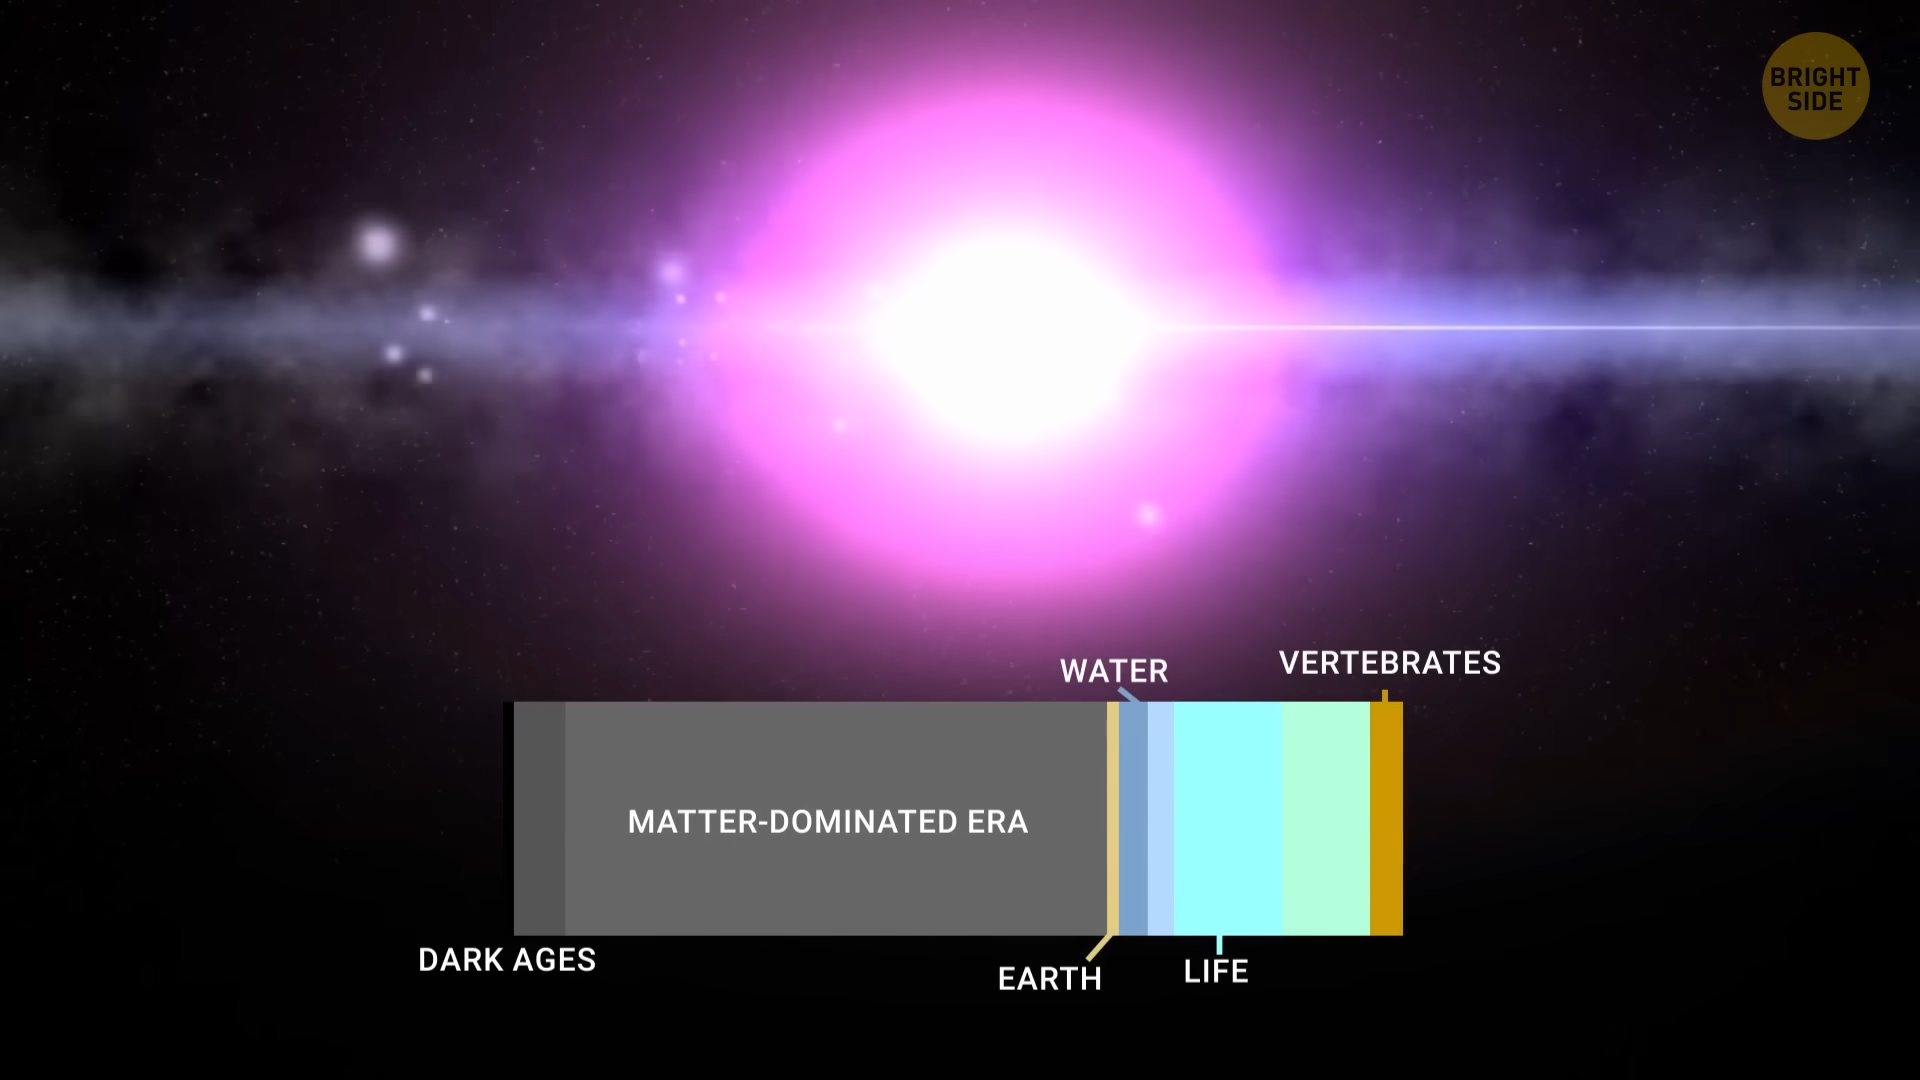 BRIGHT
SIDE
WATER
VERTEBRATES
MATTER-DOMINATED ERA
DARK AGES
EARTH
LIFE